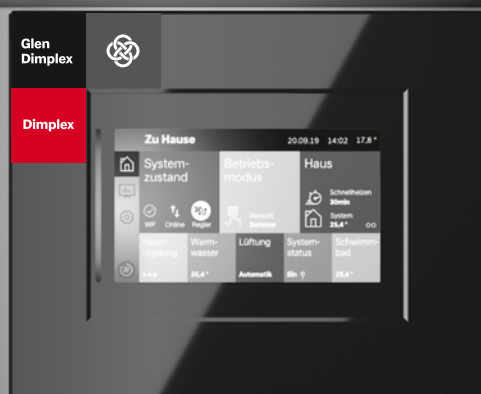 Glen
Dimplex
Dimplex
Zu Hause
20.09.19 14:02 17,8°
System-
zustand
Betriebs-
modus
Haus
Schnellheizen
30min
WP Online Regler
Manuell
Sommer
System
25,4°
Raum-
regelung
Warm-
wasser
25,4°
Lüftung
Automatik
System-
status
Ein
Schwimm-
bad
25,4°